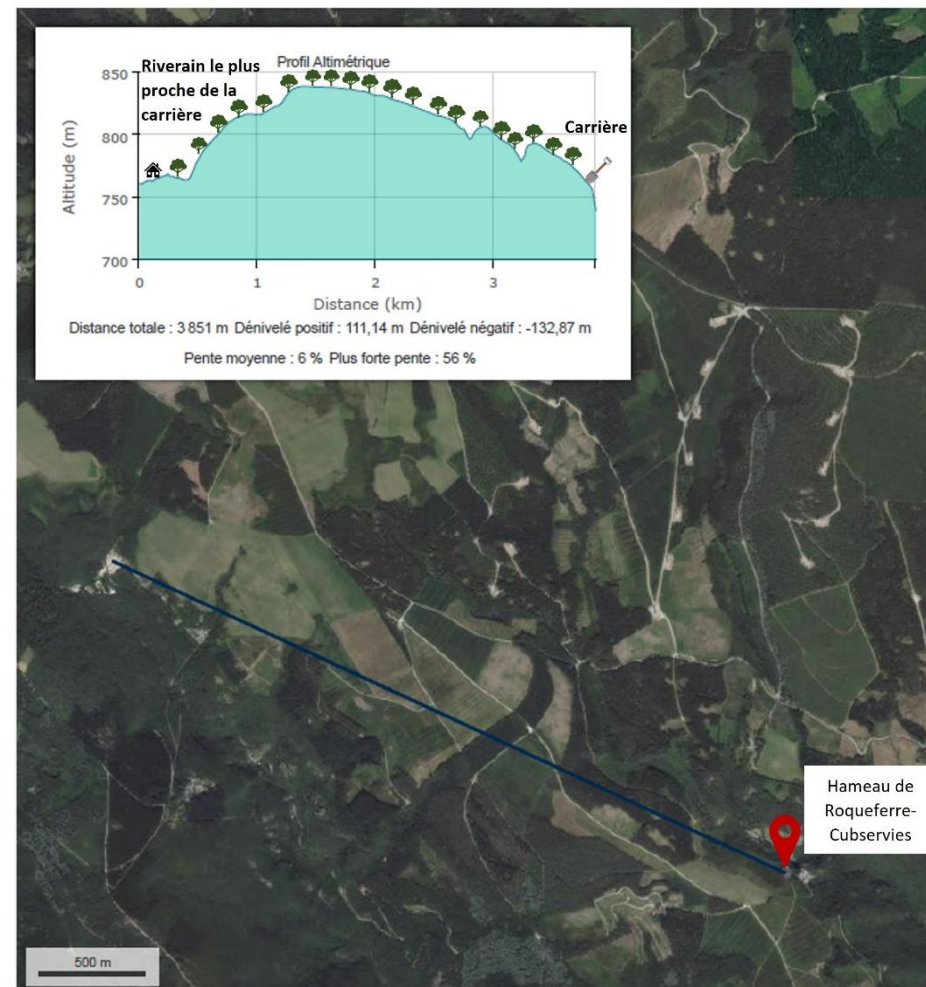 Profil Altimétrique
Riverain le plus
proche de la
carrière
Carrière
Altitude (m)
850
800
750
700
0
1
2
3
Distance (km)
Distance totale : 3 851 m Dénivelé positif : 111,14 m Dénivelé négatif : -132,87 m
Pente moyenne : 6 % Plus forte pente : 56 %
Hameau de
Roqueferre-
Cubservies
500 m